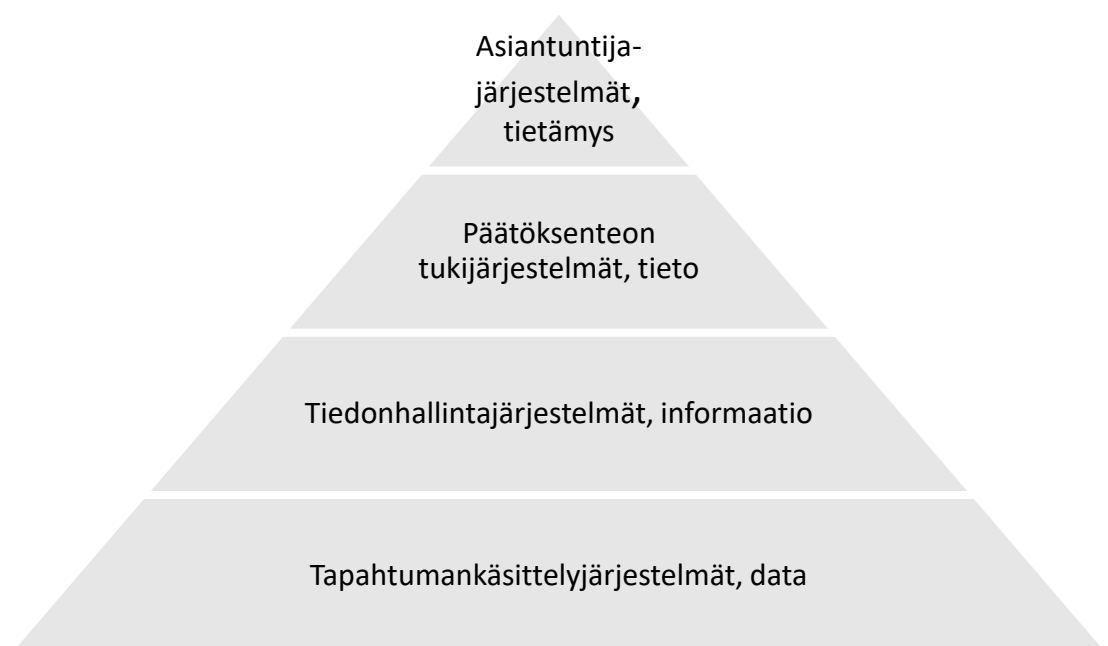 Asiantuntija-
järjestelmät,
tietämys
Päätöksenteon
tukijärjestelmät, tieto
Tiedonhallintajärjestelmät, informaatio
Tapahtumankäsittelyjärjestelmät, data